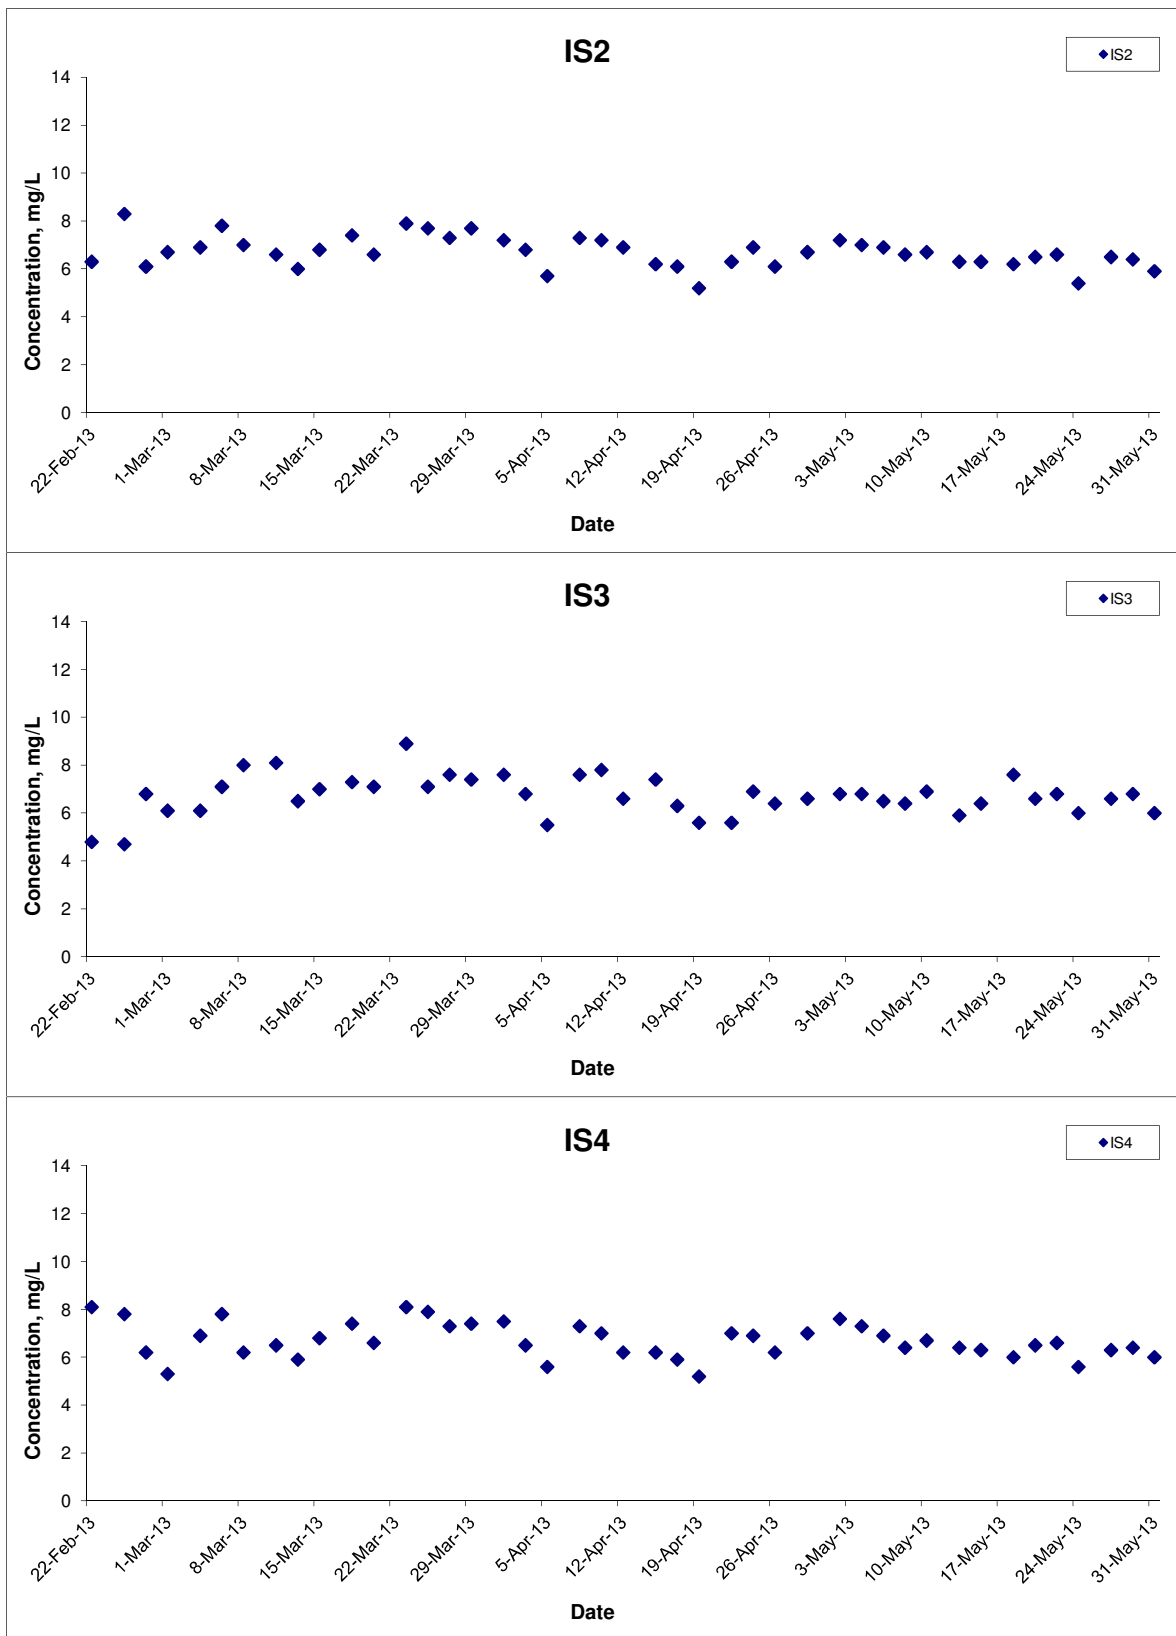 IS2
IS2
14
12
10
8
6
4
2
0
Concentration, mg/L
22-Feb-13
1-Mar-13
8-Mar-13
15-Mar-13
22-Mar-13
29-Mar-13
5-Apr-13
12-Apr-13
19-Apr-13
26-Apr-13
3-May-13
10-May-13
17-May-13
24-May-13
31-May-13
Date
IS3
IS3
14
12
10
8
6
4
2
0
Concentration, mg/L
22-Feb-13
1-Mar-13
8-Mar-13
15-Mar-13
22-Mar-13
29-Mar-13
5-Apr-13
12-Apr-13
19-Apr-13
26-Apr-13
3-May-13
10-May-13
17-May-13
24-May-13
31-May-13
Date
IS4
IS4
14
12
10
8
6
4
2
0
Concentration, mg/L
22-Feb-13
1-Mar-13
8-Mar-13
15-Mar-13
22-Mar-13
29-Mar-13
5-Apr-13
12-Apr-13
19-Apr-13
26-Apr-13
3-May-13
10-May-13
17-May-13
24-May-13
31-May-13
Date